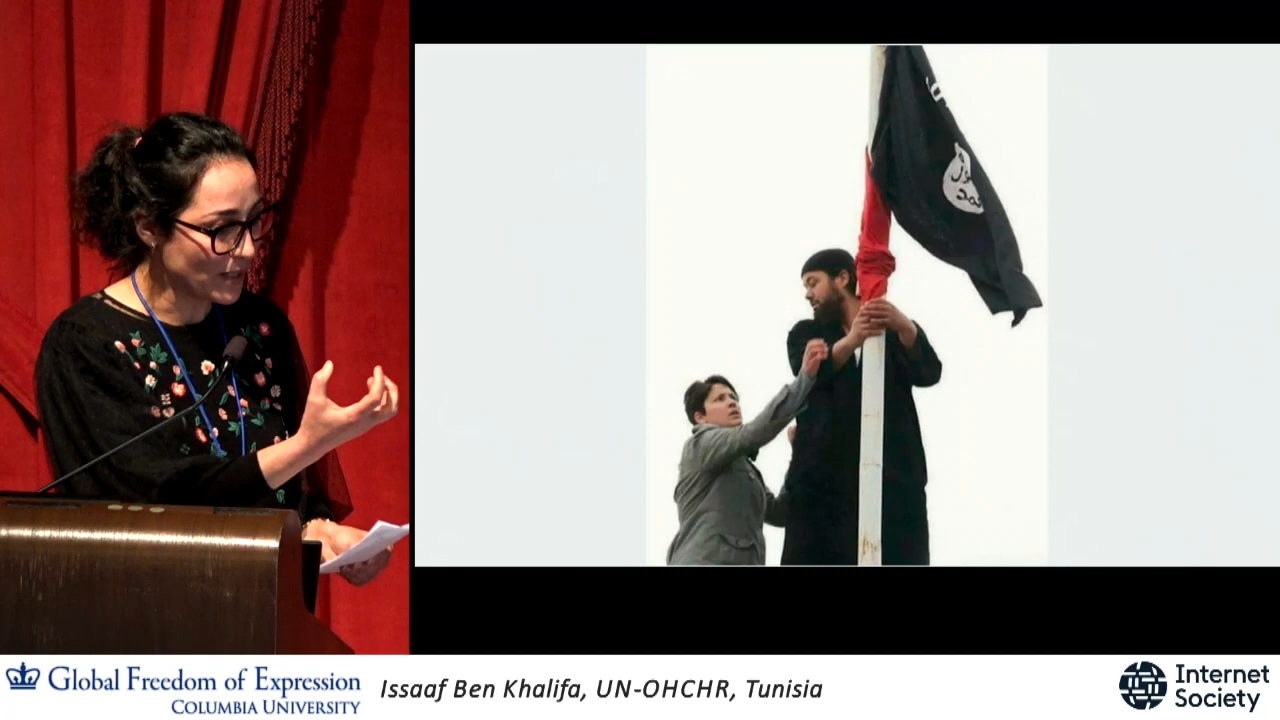 Global Freedom of Expression
COLUMBIA UNIVERSITY
Issaaf Ben Khalifa, UN-OHCHR, Tunisia
Internet
Society